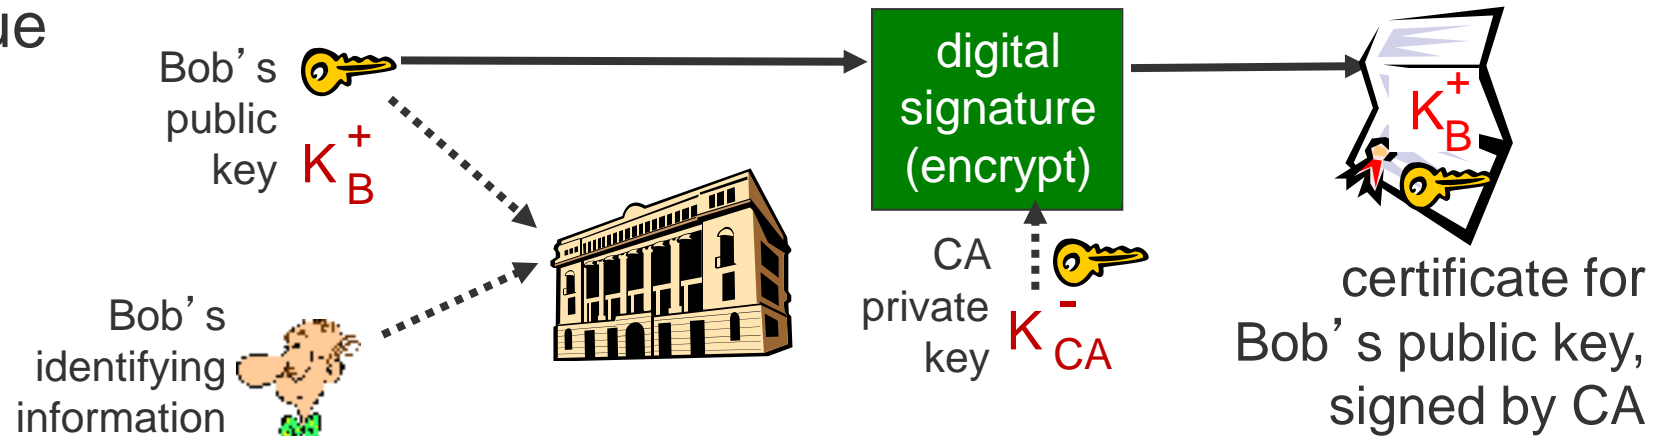 ue
Bob's
public
key
K+B
digital
signature
(encrypt)
K+B
CA
private
key
K-CA
certificate for
Bob's public key,
signed by CA
Bob's
identifying
information